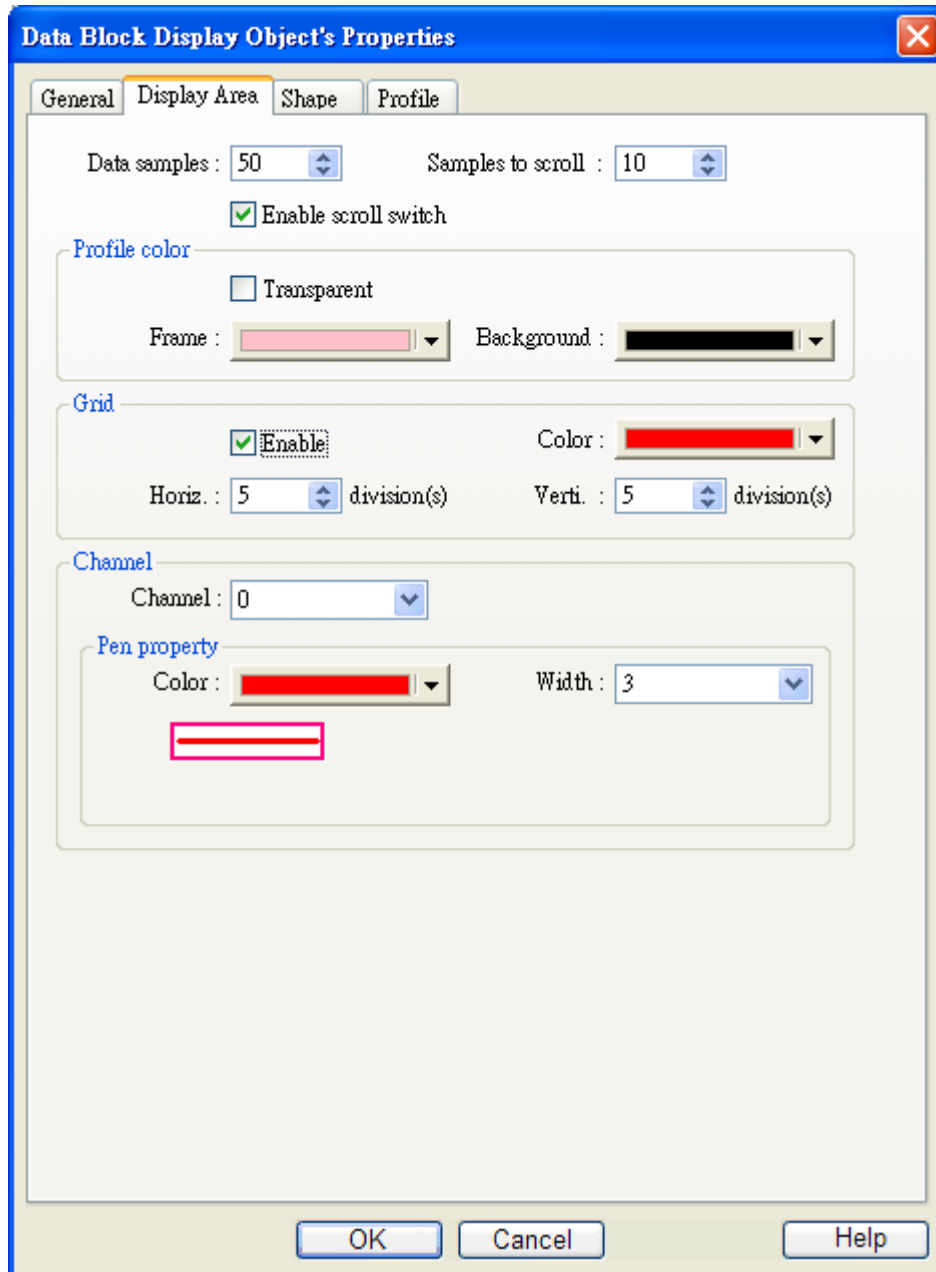 Data Block Display Object's Properties
General Display Area Shape Profile
Data samples : 50 Samples to scroll : 10
Enable scroll switch
Profile color
Transparent
Frame : Background :
Grid
Enable Color :
Horiz. : 5 division(s) Verti. : 5 division(s)
Channel
Channel : 0
Pen property
Color : Width : 3
OK Cancel Help